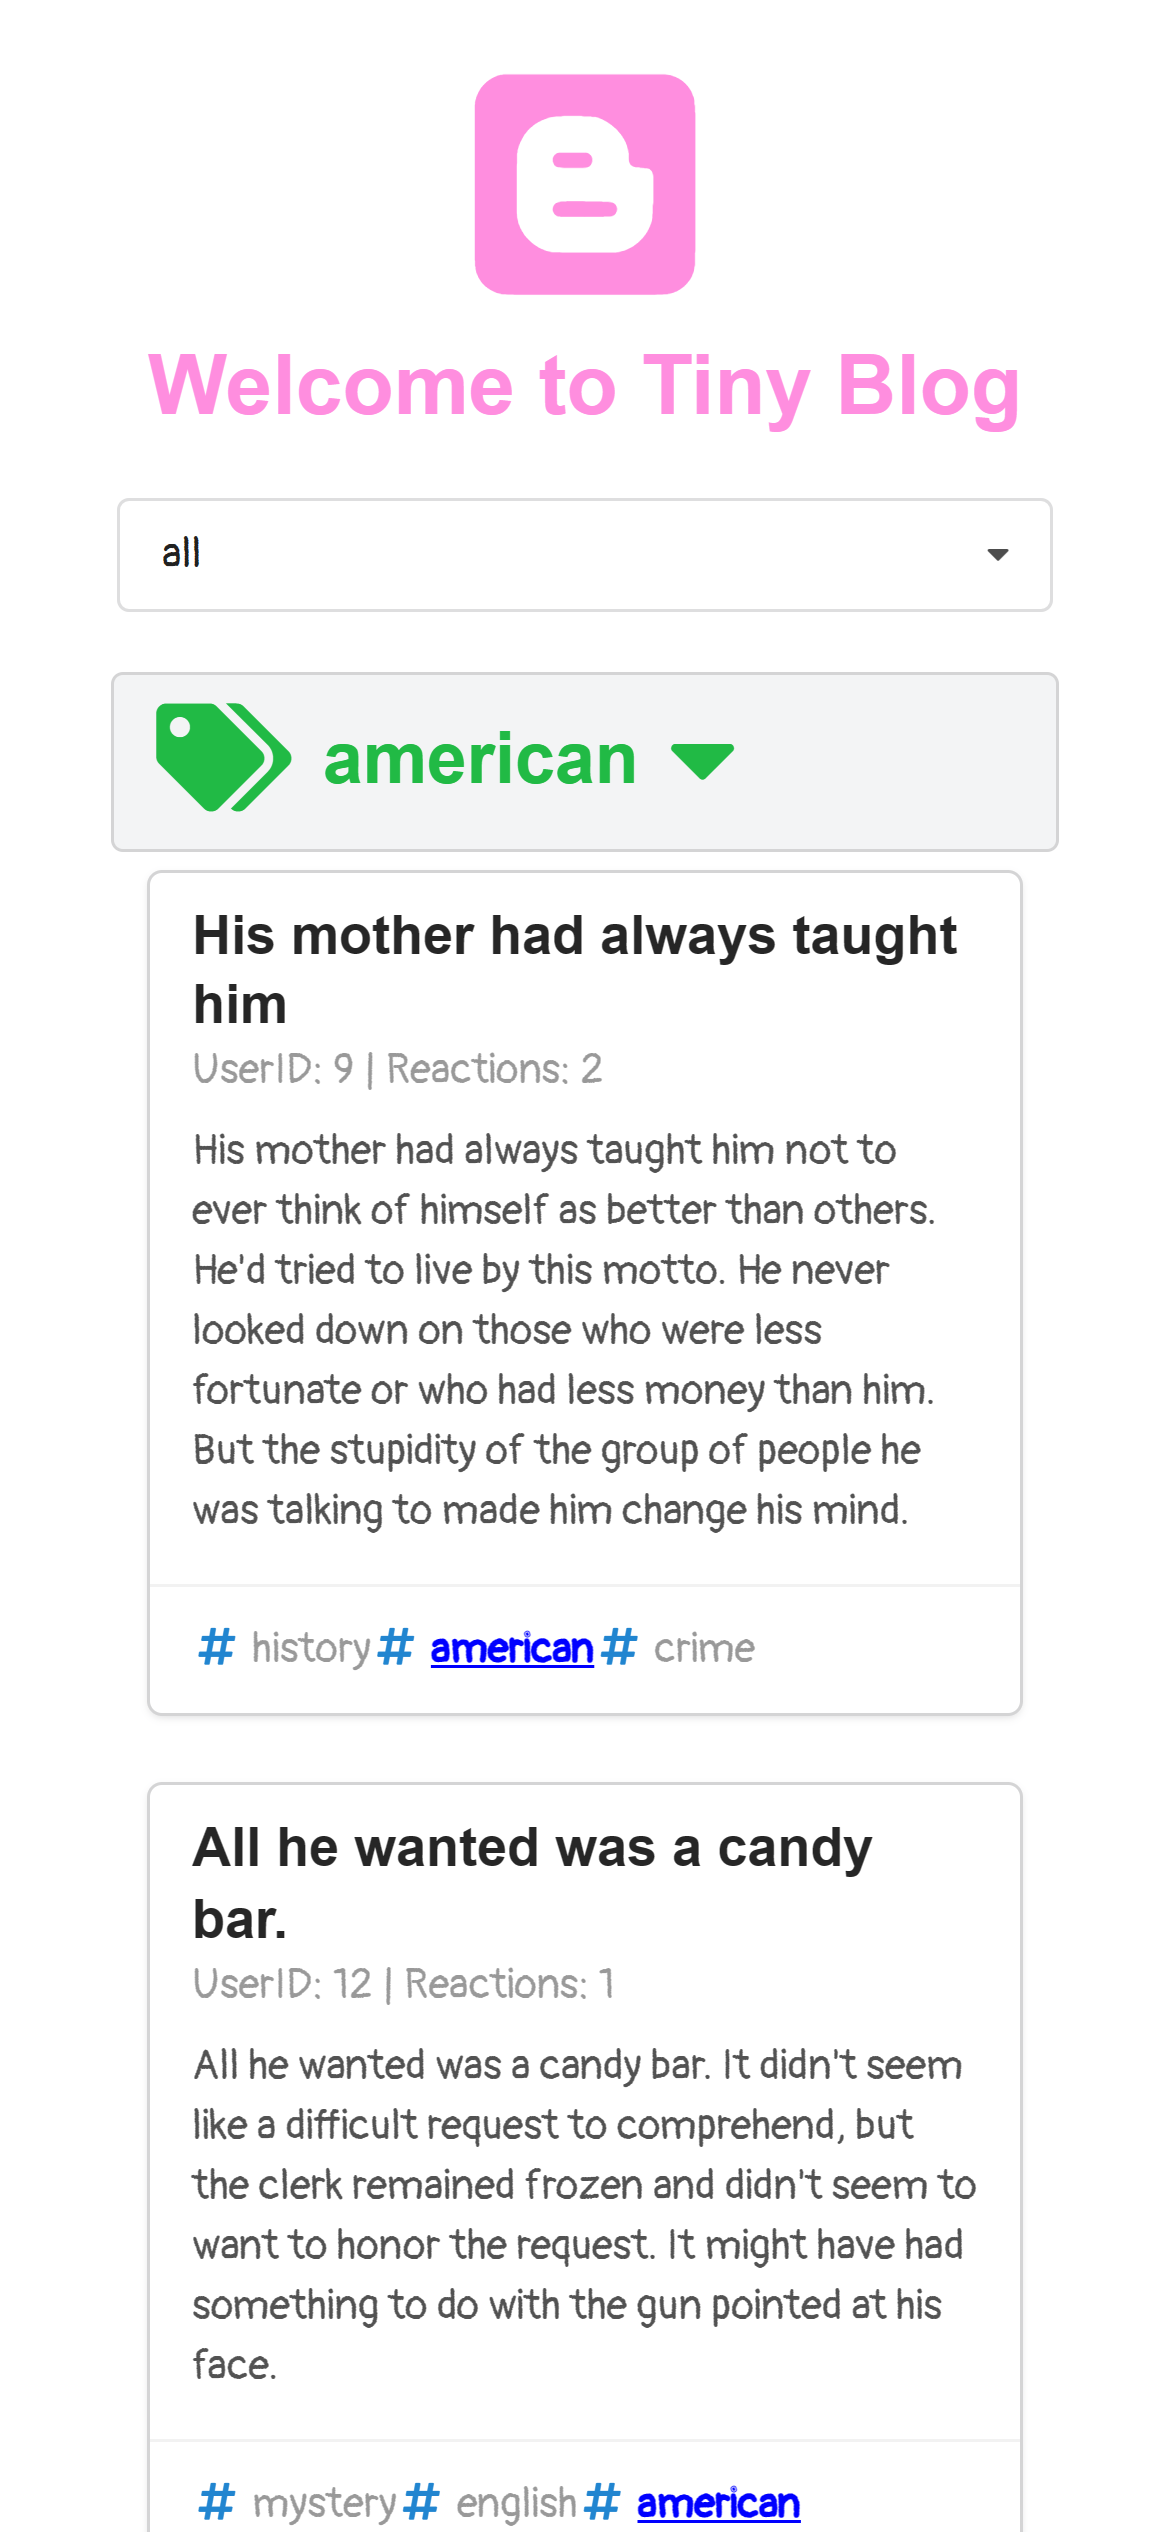 Welcome to Tiny Blog
all
american
His mother had always taught
him
UserID: 9 | Reactions: 2
His mother had always taught him not to
ever think of himself as better than others.
He'd tried to live by this motto. He never
looked down on those who were less
fortunate or who had less money than him.
But the stupidity of the group of people he
was talking to made him change his mind.
# history # american # crime
All he wanted was a candy
bar.
UserID: 12 | Reactions: 1
All he wanted was a candy bar. It didn't seem
like a difficult request to comprehend, but
the clerk remained frozen and didn't seem to
want to honor the request. It might have had
something to do with the gun pointed at his
face.
# mystery # english # american